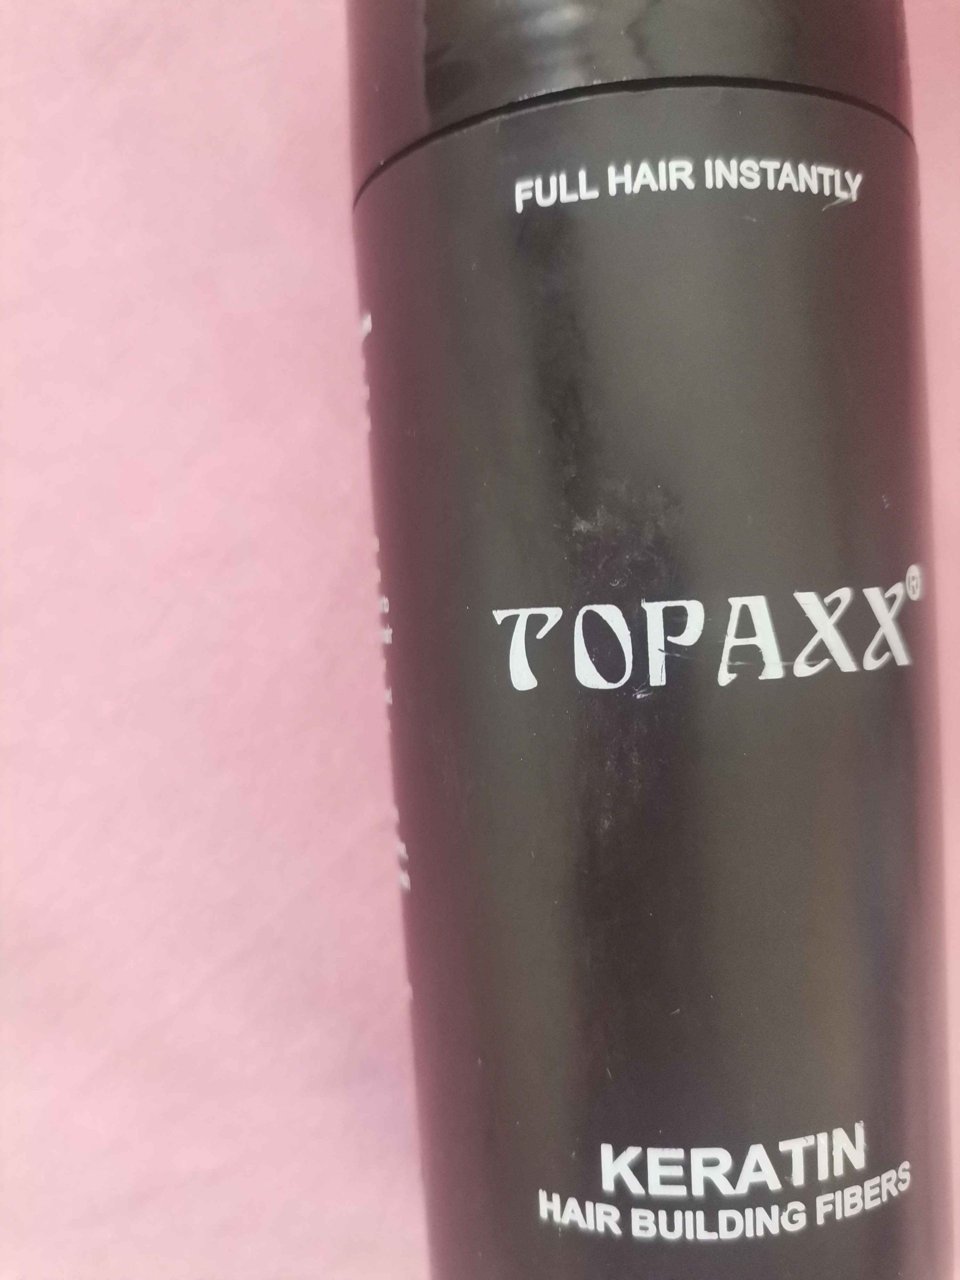 FULL HAIR INSTANTLY
TOPAXX®
KERATIN
HAIR BUILDING FIBERS